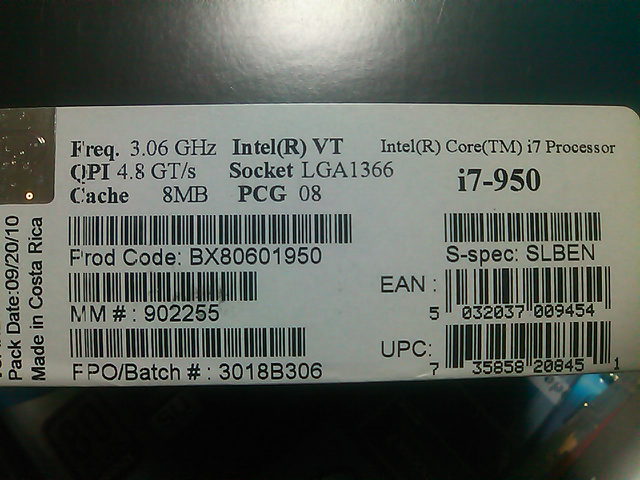 Freq. 3.06 GHz Intel(R) VT
QPI 4.8 GT/s Socket LGA1366
Cache 8MB PCG 08
Intel(R) Core(TM) i7 Processor
i7-950
Prod Code: BX80601950
S-spec: SLBEN
MM # : 902255
EAN :
5 032037 009454
FPO/Batch # : 3018B306
UPC:
7 35858 20845 1
Pack Date:09/20/10
Made in Costa Rica